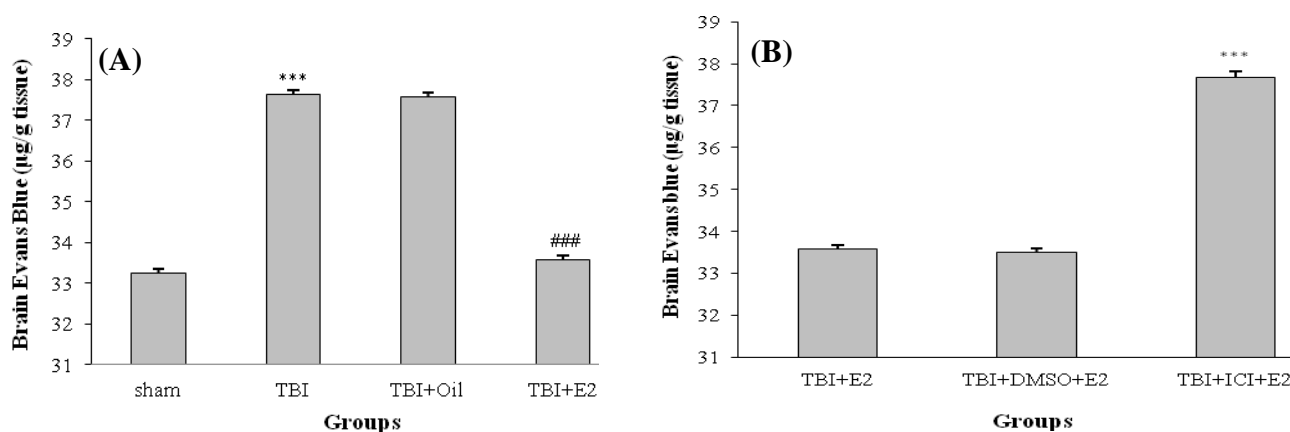 (A)
Brain Evans Blue (µg/g tissue)
39
38
37
36
35
34
33
32
31
***
###
sham TBI TBI+Oil TBI+E2
Groups
(B)
Brain Evans blue (µg/g tissue)
39
38
37
36
35
34
33
32
31
***
TBI+E2 TBI+DMSO+E2 TBI+ICI+E2
Groups